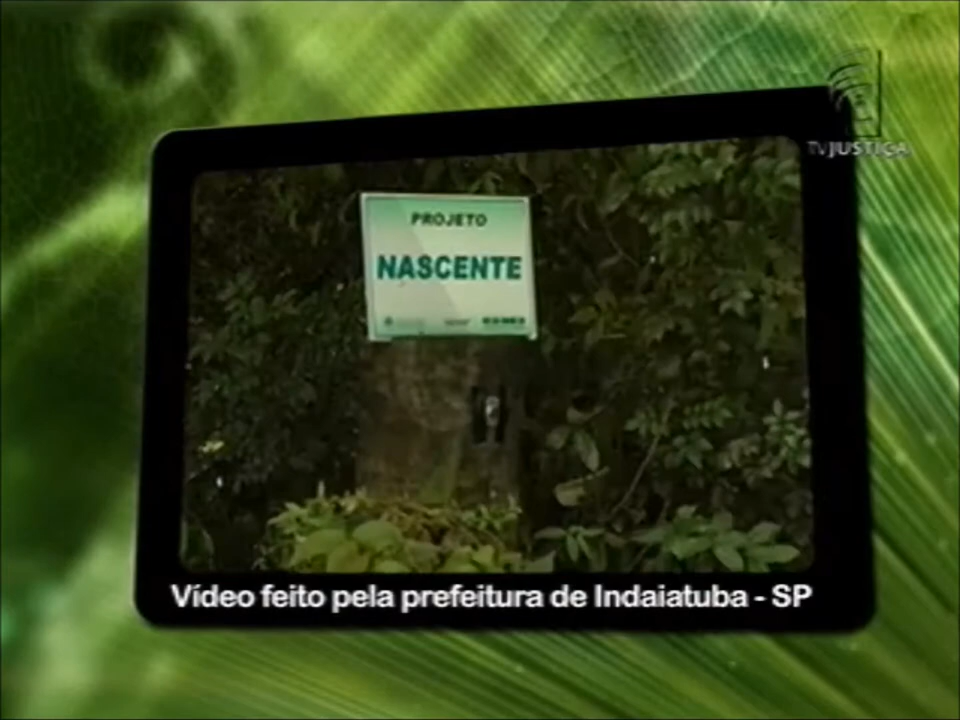 TV JUSTIÇA
PROJETO
NASCENTE
Vídeo feito pela prefeitura de Indaiatuba - SP